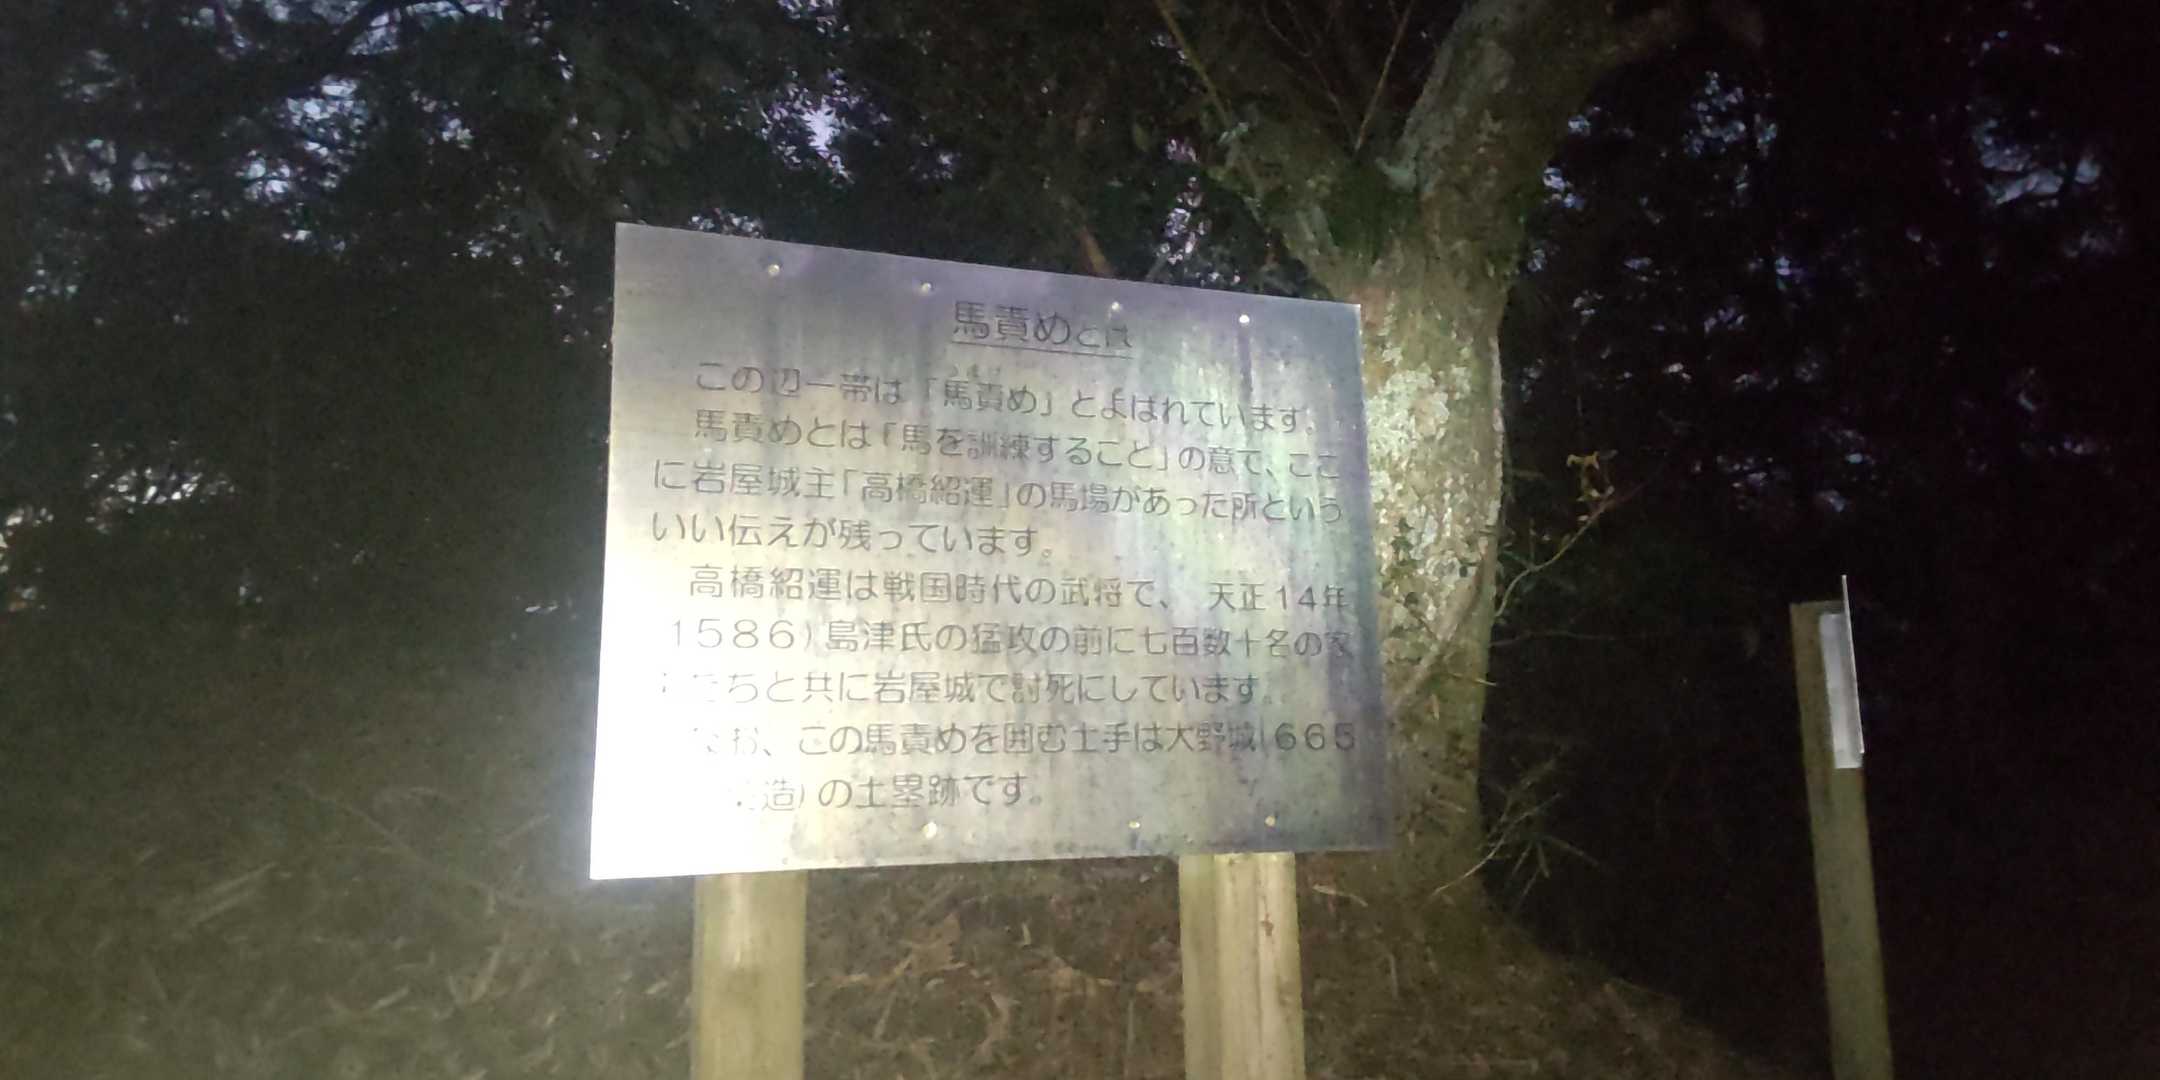 馬責めとは
この辺一帯は「馬責め」とよばれています。
馬責めとは「馬を訓練すること」の意で、ここ
に岩屋城主「高橋紹運」の馬場があった所という
いい伝えが残っています。
高橋紹運は戦国時代の武将で、 天正14年
1586)島津氏の猛攻の前に七百数十名の家
たちと共に岩屋城で討死にしています。
なお、この馬責めを囲む土手は大野城(665
造)の土塁跡です。